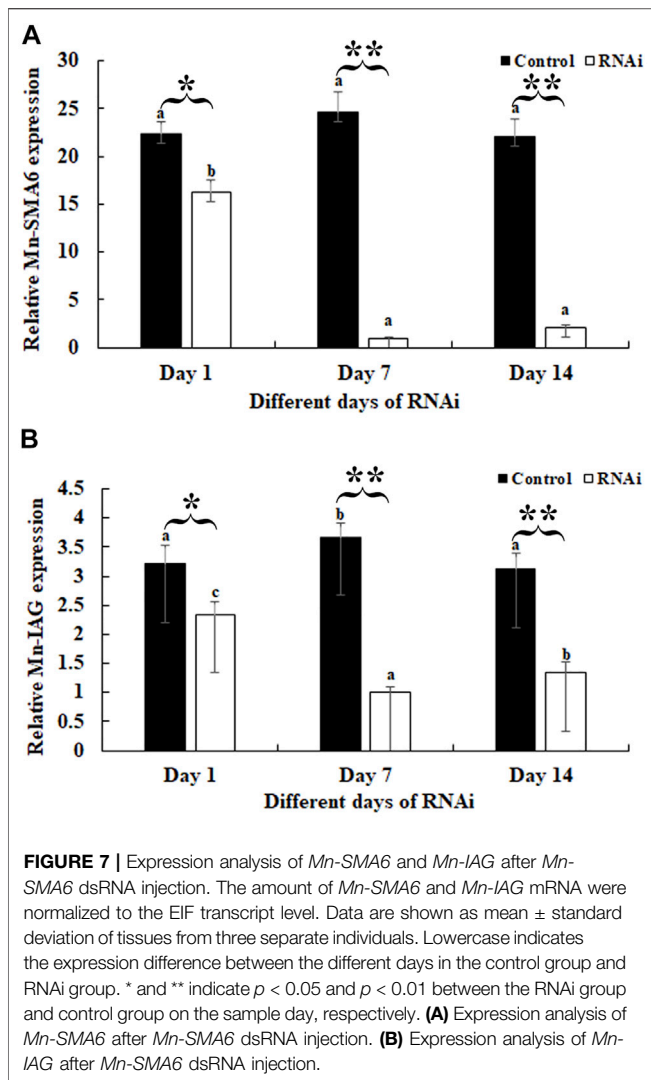 A
Control RNAi
Relative Mn-SMA6 expression
30
25
20
15
10
5
0
* ** **
a b a a a a
Day 1 Day 7 Day 14
Different days of RNAi
B
Control RNAi
Relative Mn-IAG expression
4.5
4
3.5
3
2.5
2
1.5
1
0.5
0
* ** **
a c b a a b
Day 1 Day 7 Day 14
Different days of RNAi
FIGURE 7 | Expression analysis of Mn-SMA6 and Mn-IAG after Mn-
SMA6 dsRNA injection. The amount of Mn-SMA6 and Mn-IAG mRNA were
normalized to the EIF transcript level. Data are shown as mean ± standard
deviation of tissues from three separate individuals. Lowercase indicates
the expression difference between the different days in the control group and
RNAi group. * and ** indicate p < 0.05 and p < 0.01 between the RNAi group
and control group on the sample day, respectively. (A) Expression analysis of
Mn-SMA6 after Mn-SMA6 dsRNA injection. (B) Expression analysis of Mn-
IAG after Mn-SMA6 dsRNA injection.